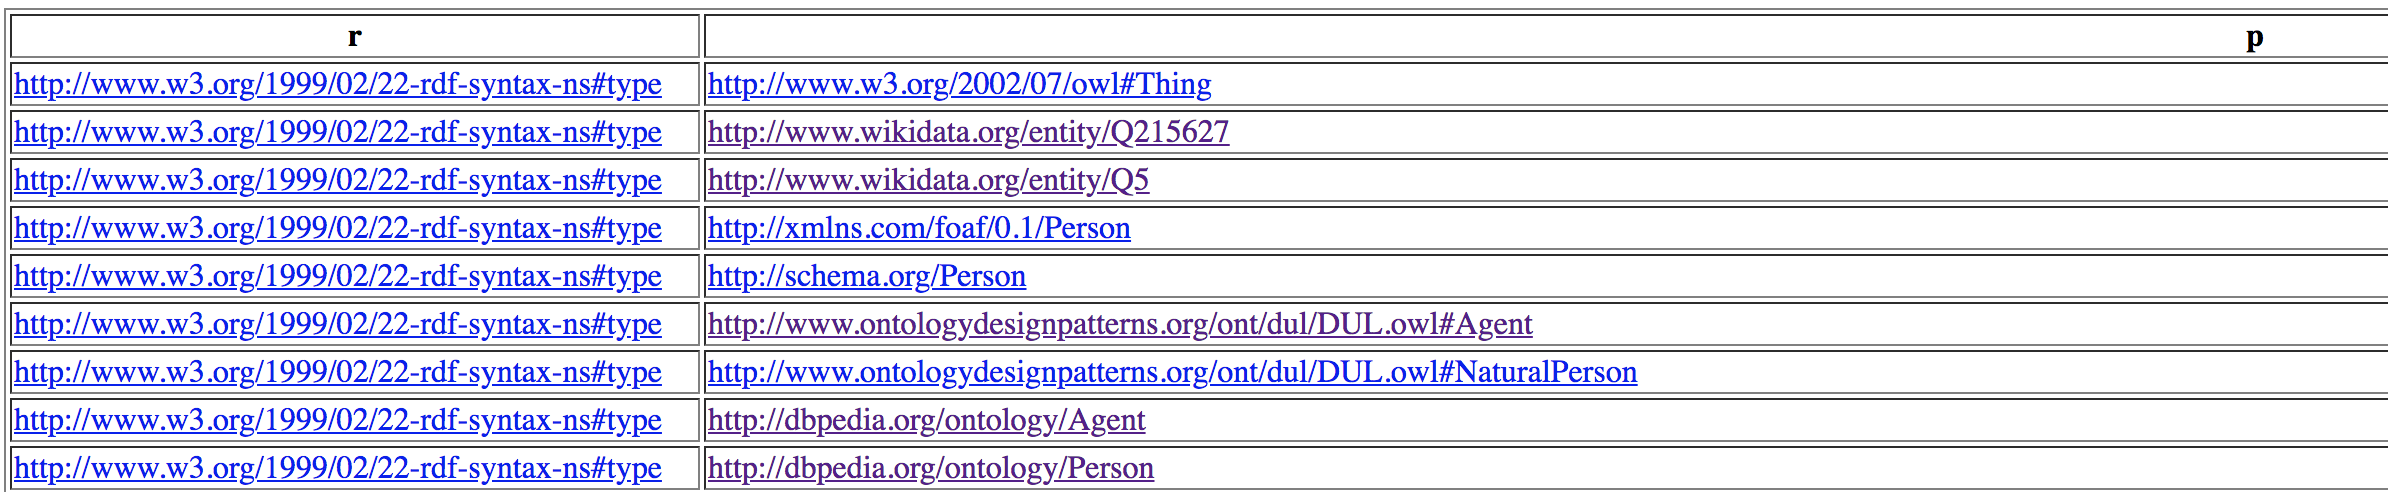 r p
http://www.w3.org/1999/02/22-rdf-syntax-ns#type http://www.w3.org/2002/07/owl#Thing
http://www.w3.org/1999/02/22-rdf-syntax-ns#type http://www.wikidata.org/entity/Q215627
http://www.w3.org/1999/02/22-rdf-syntax-ns#type http://www.wikidata.org/entity/Q5
http://www.w3.org/1999/02/22-rdf-syntax-ns#type http://xmlns.com/foaf/0.1/Person
http://www.w3.org/1999/02/22-rdf-syntax-ns#type http://schema.org/Person
http://www.w3.org/1999/02/22-rdf-syntax-ns#type http://www.ontologydesignpatterns.org/ont/dul/DUL.owl#Agent
http://www.w3.org/1999/02/22-rdf-syntax-ns#type http://www.ontologydesignpatterns.org/ont/dul/DUL.owl#NaturalPerson
http://www.w3.org/1999/02/22-rdf-syntax-ns#type http://dbpedia.org/ontology/Agent
http://www.w3.org/1999/02/22-rdf-syntax-ns#type http://dbpedia.org/ontology/Person